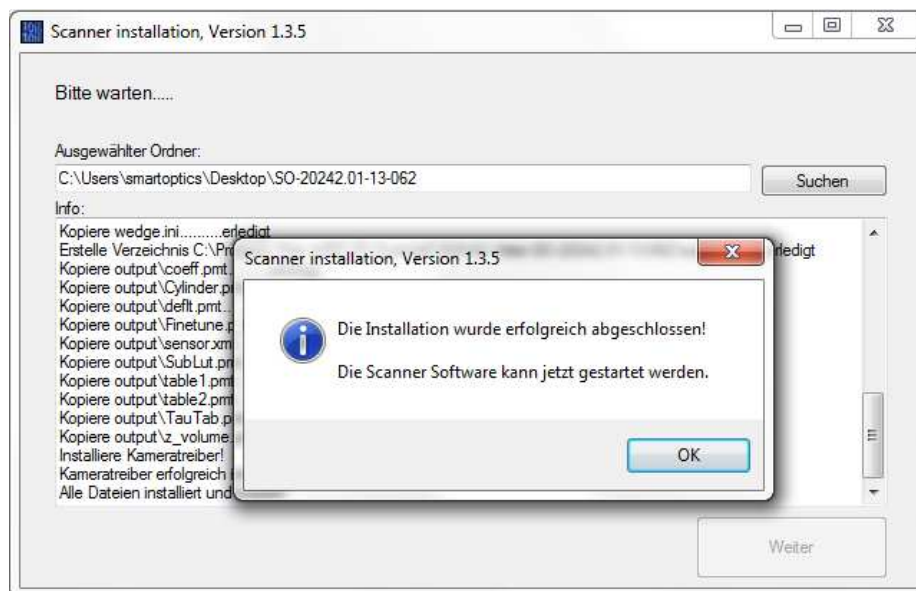 Scanner installation, Version 1.3.5
Bitte warten.....
Ausgewählter Ordner:
C:\Users\smartoptics\Desktop\SO-20242.01-13-062
Suchen
Info:
Kopiere wedge.ini.........erledigt
Erstelle Verzeichnis C:\Pro
Kopiere output\coeff.pmt
Kopiere output\Cylinder.pm
Kopiere output\deflt.pmt..
Kopiere output\Finetune.p
Kopiere output\sensor.xml
Kopiere output\SubLut.pm
Kopiere output\table1.pmt
Kopiere output\table2.pmt
Kopiere output\TauTab.p
Kopiere output\z_volume.
Installiere Kameratreiber!
Kameratreiber erfolgreich
Alle Dateien installiert und
Scanner installation, Version 1.3.5
Die Installation wurde erfolgreich abgeschlossen!
Die Scanner Software kann jetzt gestartet werden.
OK
Weiter